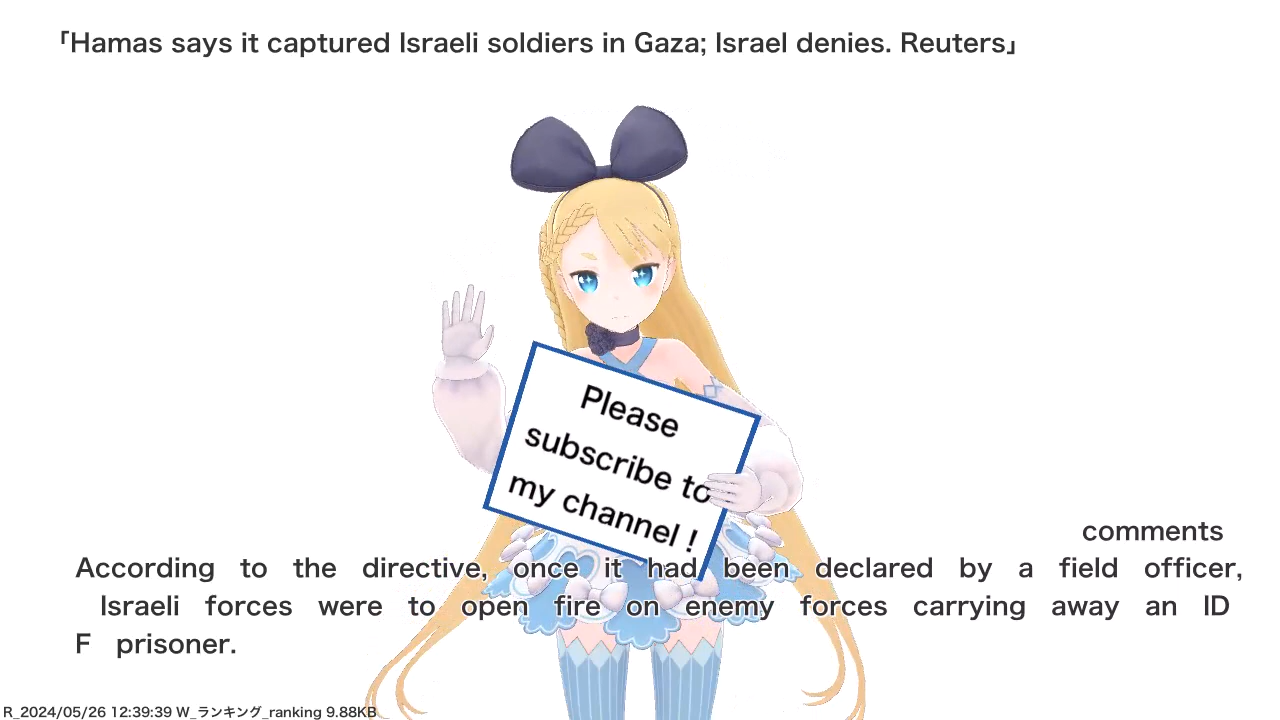 「Hamas says it captured Israeli soldiers in Gaza; Israel denies. Reuters」
Please
subscribe to
my channel !
comments
According to the directive, once it had been declared by a field officer,
Israeli forces were to open fire on enemy forces carrying away an ID
F prisoner.
R_2024/05/26 12:39:39 W_ランキング_ranking 9.88KB